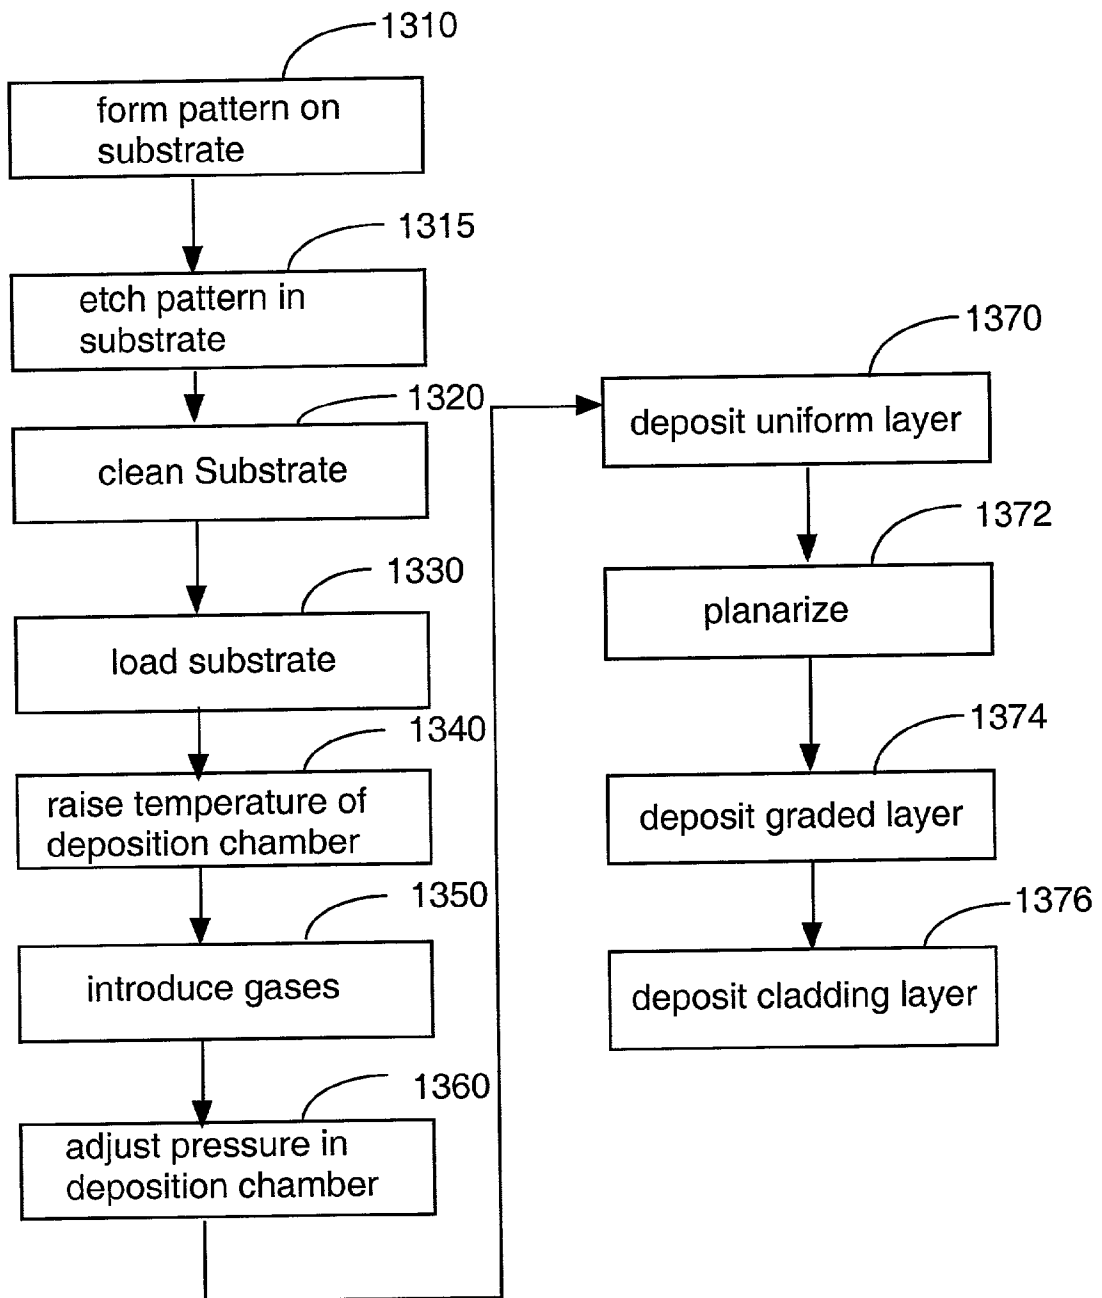 1310
form pattern on
substrate
1315
etch pattern in
substrate
1320
clean Substrate
1330
load substrate
1340
raise temperature of
deposition chamber
1350
introduce gases
1360
adjust pressure in
deposition chamber
1370
deposit uniform layer
1372
planarize
1374
deposit graded layer
1376
deposit cladding layer